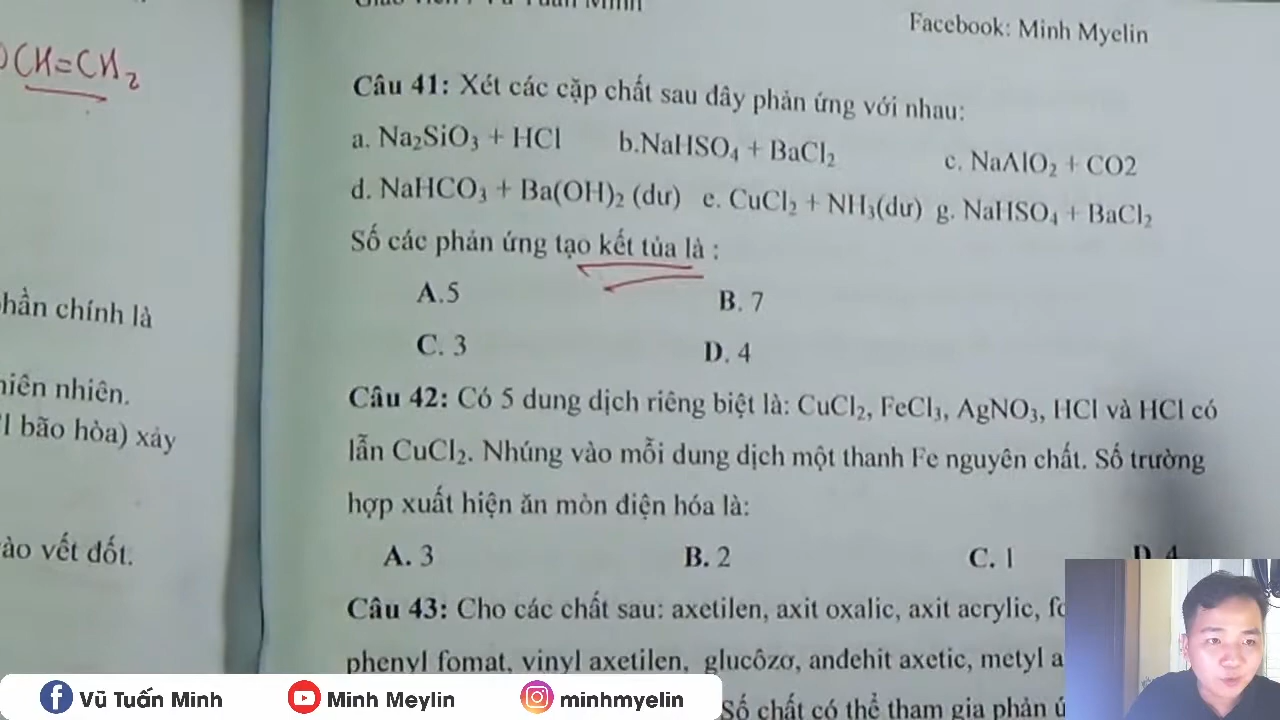 Facebook: Minh Myelin
CH=CH₂
Câu 41: Xét các cặp chất sau đây phản ứng với nhau:
a. Na₂SiO₃ + HCl b.NaHSO₄ + BaCl₂ c. NaAlO₂ + CO2
d. NaHCO₃ + Ba(OH)₂ (dư) e. CuCl₂ + NH₃(dư) g. NaHSO₄ + BaCl₂
Số các phản ứng tạo kết tủa là :
A.5 B. 7
C. 3 D. 4
hần chính là
hiên nhiên.
l bão hòa) xảy
ào vết đốt.
Câu 42: Có 5 dung dịch riêng biệt là: CuCl₂, FeCl₃, AgNO₃, HCl và HCl có
lẫn CuCl₂. Nhúng vào mỗi dung dịch một thanh Fe nguyên chất. Số trường
hợp xuất hiện ăn mòn điện hóa là:
A. 3 B. 2 C. 1 D. 4
Câu 43: Cho các chất sau: axetilen, axit oxalic, axit acrylic, fo
phenyl fomat, vinyl axetilen, glucôzơ, andehit axetic, metyl a
Số chất có thể tham gia phản ứ
Vũ Tuấn Minh Minh Meylin minhmyelin